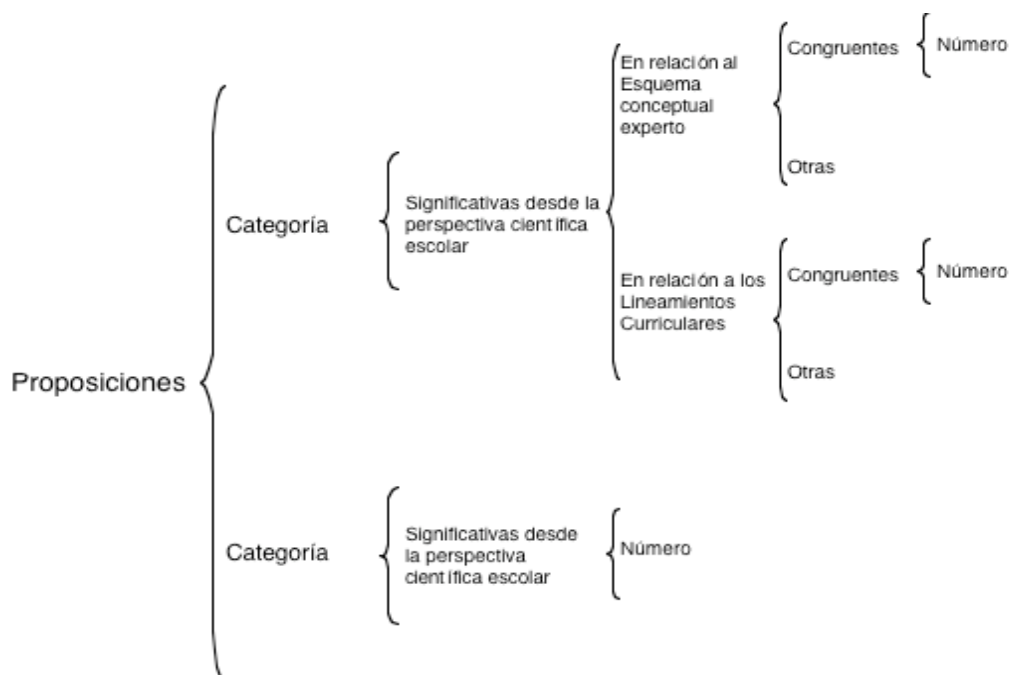 Proposiciones
Categoría
Significativas desde la
perspectiva científica
escolar
En relación al
Esquema
conceptual
experto
Congruentes
Número
Otras
En relación a los
Lineamientos
Curriculares
Congruentes
Número
Otras
Categoría
Significativas desde
la perspectiva
científica escolar
Número